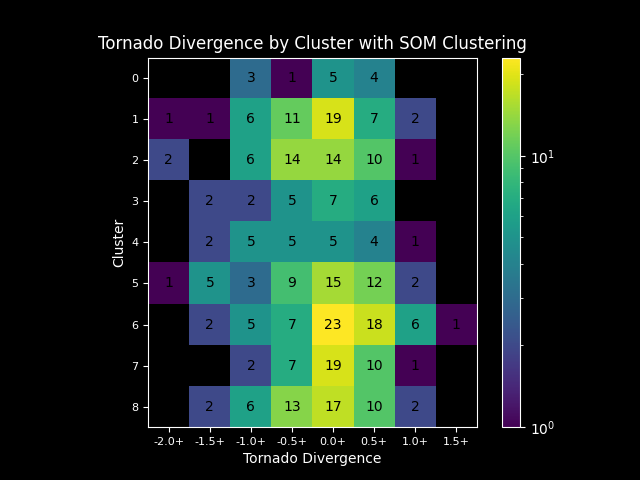 Tornado Divergence by Cluster with SOM Clustering
0 3 1 5 4
1 1 1 6 11 19 7 2
2 2 6 14 14 10 1
3 2 2 5 7 6
4 2 5 5 5 4 1
5 1 5 3 9 15 12 2
6 2 5 7 23 18 6 1
7 2 7 19 10 1
8 2 6 13 17 10 2
Cluster
-2.0+ -1.5+ -1.0+ -0.5+ 0.0+ 0.5+ 1.0+ 1.5+
Tornado Divergence
10¹
10⁰